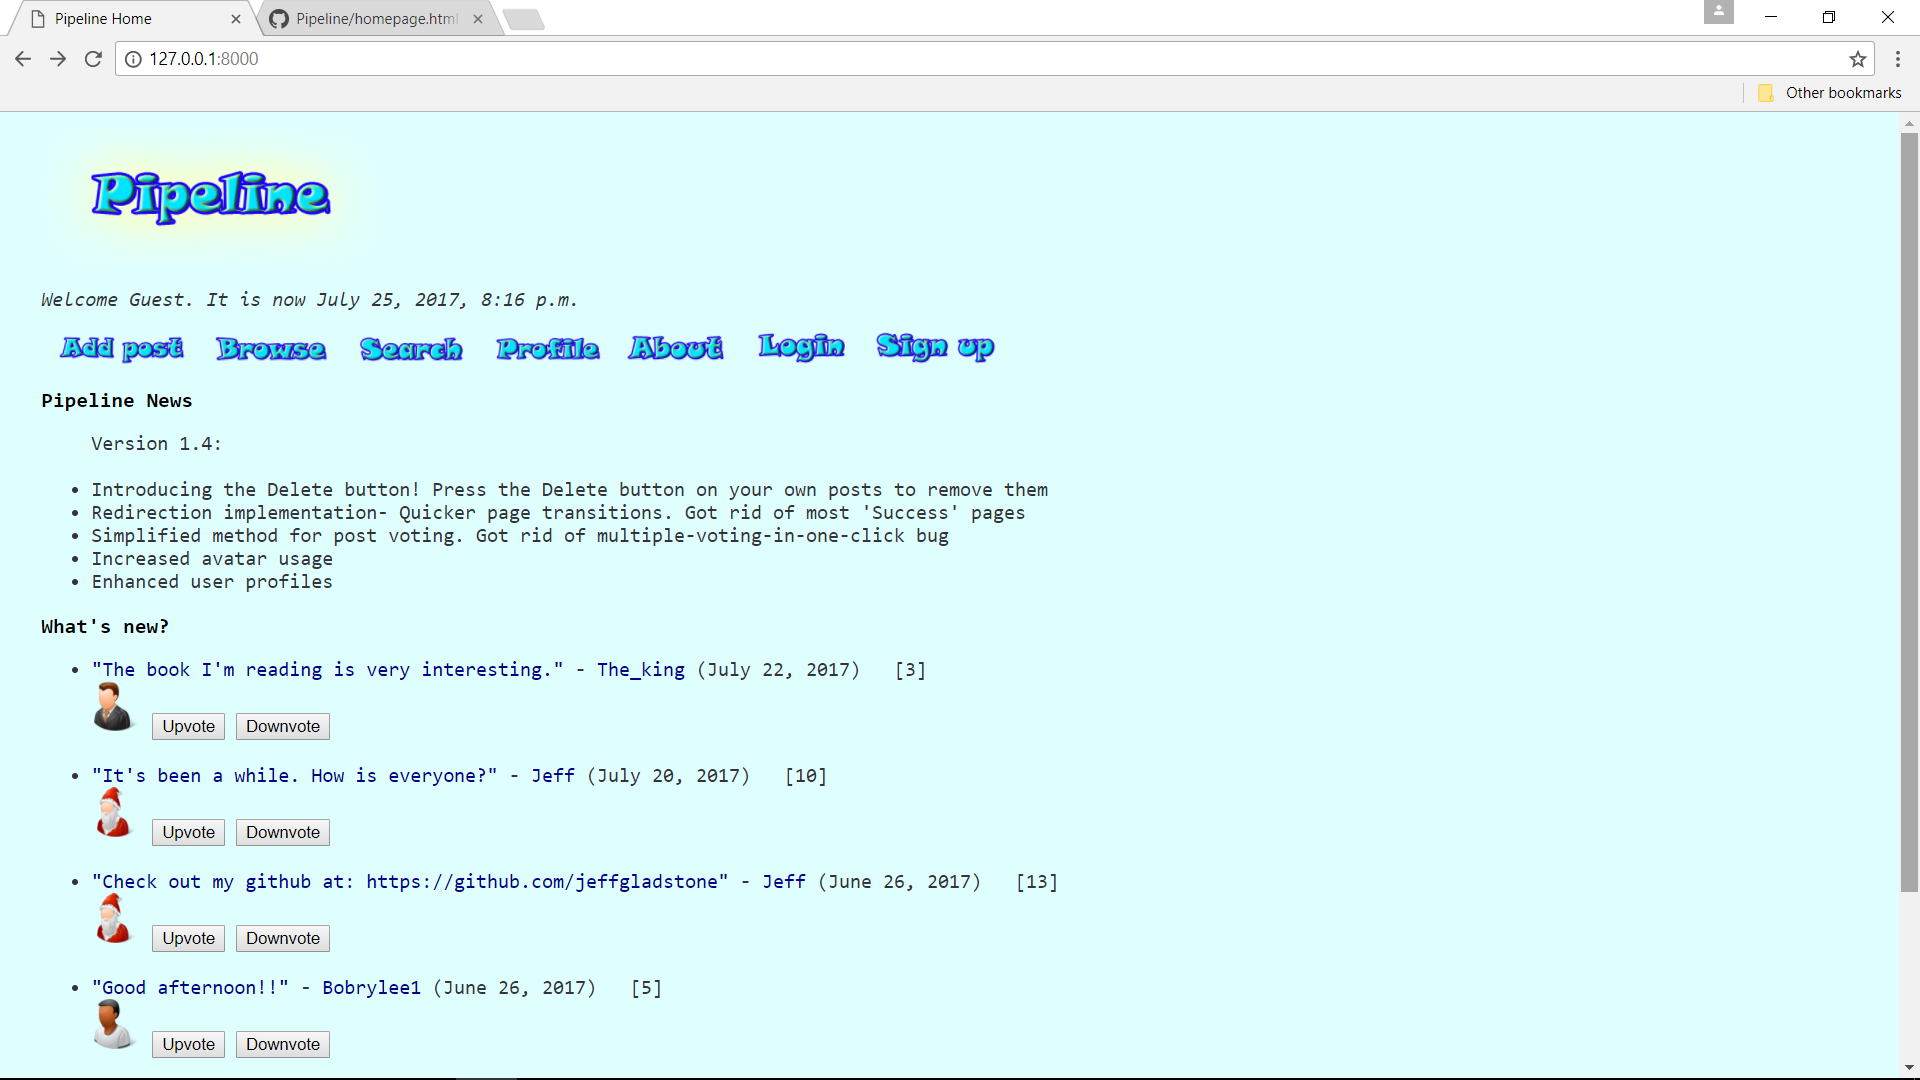 Pipeline Home
Pipeline/homepage.html
127.0.0.1:8000
Other bookmarks
Pipeline
Welcome Guest. It is now July 25, 2017, 8:16 p.m.
Add post Browse Search Profile About Login Sign up
Pipeline News
Version 1.4:
• Introducing the Delete button! Press the Delete button on your own posts to remove them
• Redirection implementation- Quicker page transitions. Got rid of most 'Success' pages
• Simplified method for post voting. Got rid of multiple-voting-in-one-click bug
• Increased avatar usage
• Enhanced user profiles
What's new?
• "The book I'm reading is very interesting." - The_king (July 22, 2017) [3]
Upvote Downvote
• "It's been a while. How is everyone?" - Jeff (July 20, 2017) [10]
Upvote Downvote
• "Check out my github at: https://github.com/jeffgladstone" - Jeff (June 26, 2017) [13]
Upvote Downvote
• "Good afternoon!!" - Bobrylee1 (June 26, 2017) [5]
Upvote Downvote